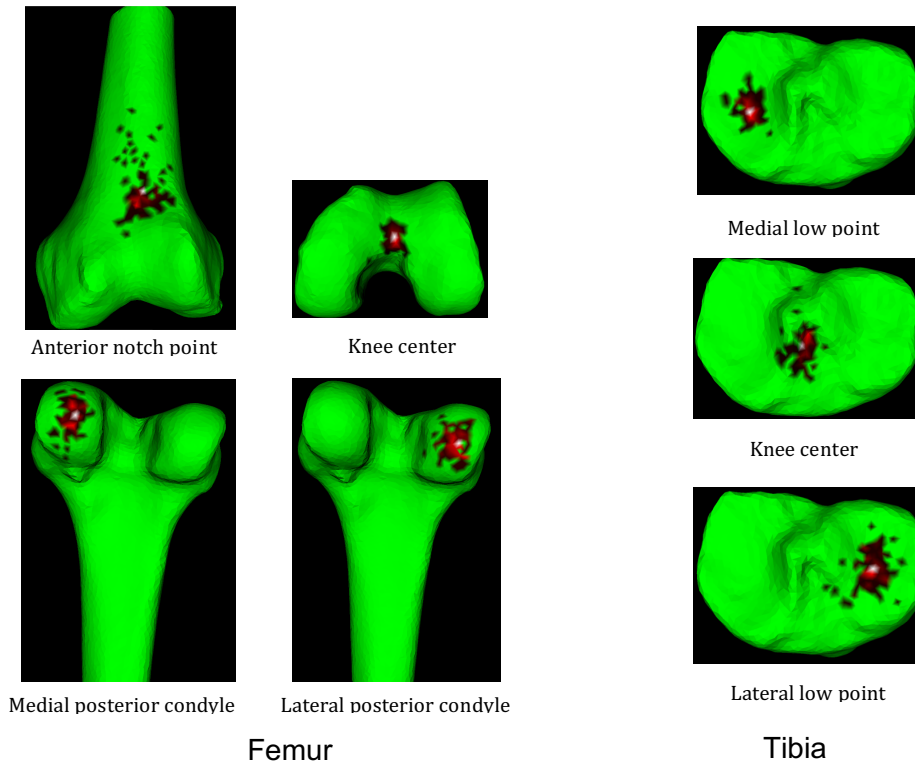 Anterior notch point
Knee center
Medial low point
Knee center
Medial posterior condyle
Lateral posterior condyle
Lateral low point
Femur
Tibia